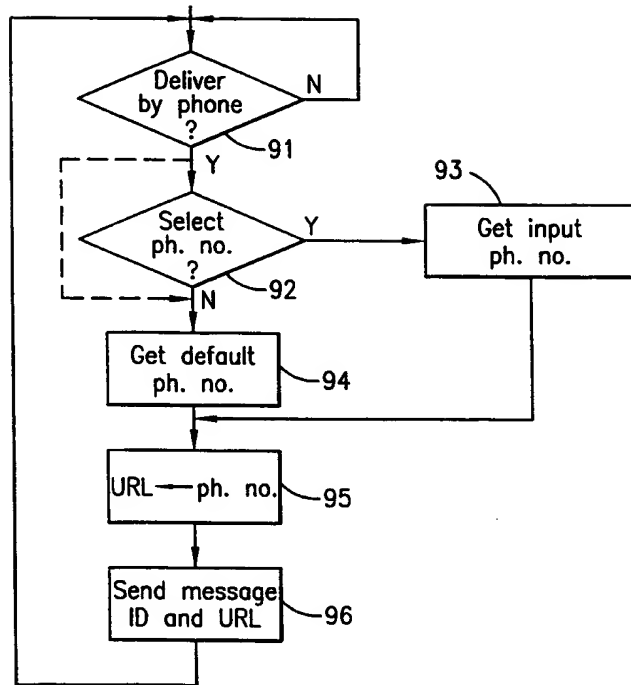 Deliver
by phone
?
N
91
Y
Select
ph. no.
?
Y
92
N
93
Get input
ph. no.
Get default
ph. no.
94
URL ← ph. no.
95
Send message
ID and URL
96